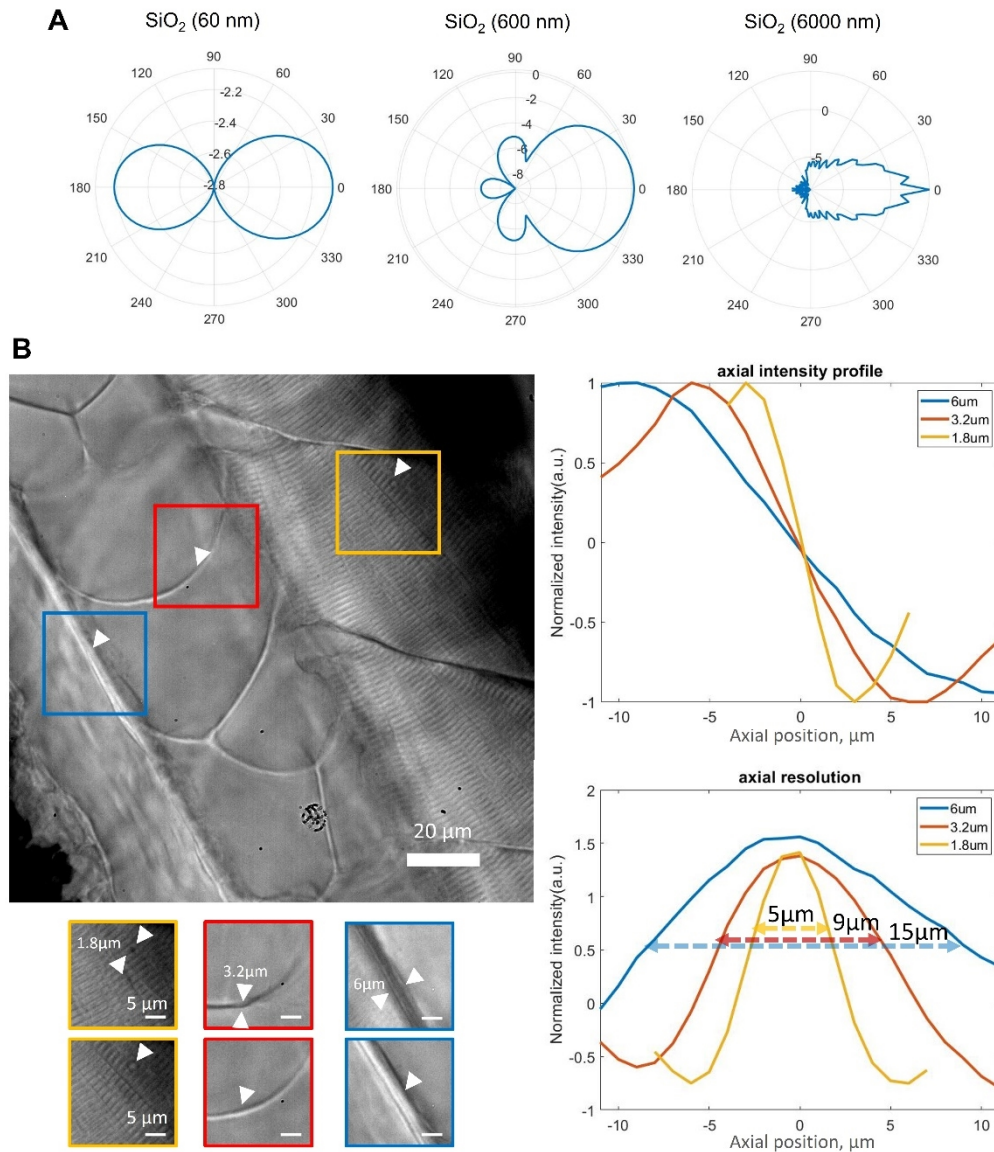 A
SiO₂ (60 nm)
SiO₂ (600 nm)
SiO₂ (6000 nm)
90
120
60
150
30
180
0
210
330
240
300
270
-2.2
-2.4
-2.6
-2.8
90
120
60
150
30
180
0
210
330
240
300
270
0
-2
-4
-6
-8
90
120
60
150
30
180
0
210
330
240
300
270
0
-5
B
20 µm
1.8µm
5 µm
3.2µm
6µm
5 µm
axial intensity profile
Normalized intensity(a.u.)
1
0.5
0
-0.5
-1
-10
-5
0
5
10
Axial position, µm
6um
3.2um
1.8um
axial resolution
Normalized intensity(a.u.)
2
1.5
1
0.5
0
-0.5
-1
-10
-5
0
5
10
Axial position, µm
6um
3.2um
1.8um
5µm
9µm
15µm